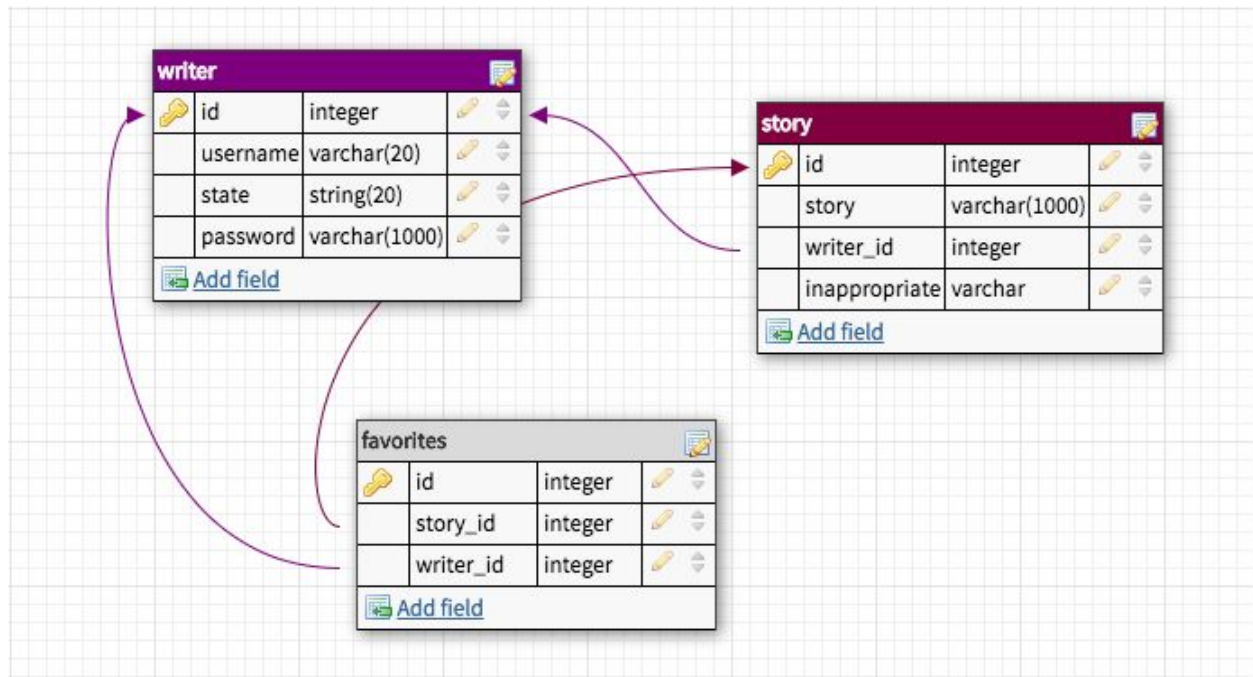 writer
id integer
username varchar(20)
state string(20)
password varchar(1000)
Add field
story
id integer
story varchar(1000)
writer_id integer
inappropriate varchar
Add field
favorites
id integer
story_id integer
writer_id integer
Add field